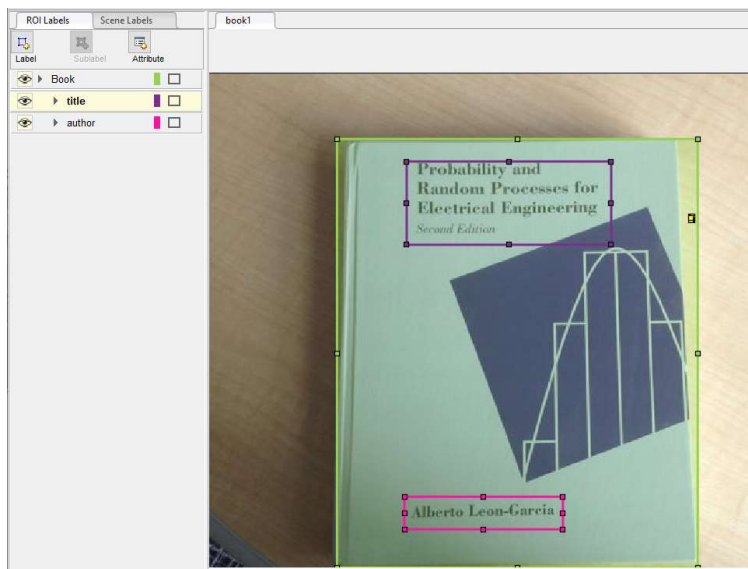 ROI Labels
Scene Labels
book1
Label
Sublabel
Attribute
Book
title
author
Probability and
Random Processes for
Electrical Engineering
Second Edition
Alberto Leon-Garcia